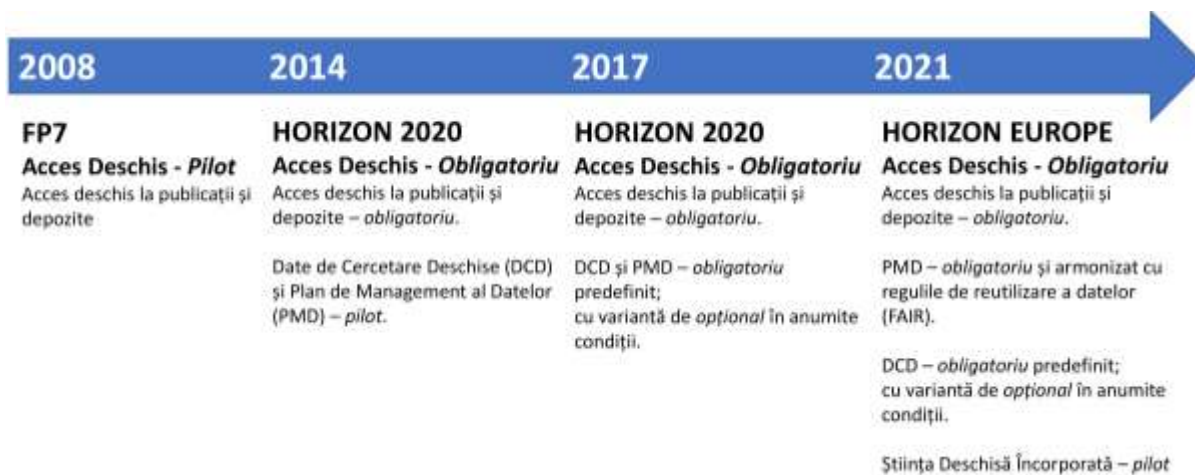 2008
2014
2017
2021
FP7
Acces Deschis - Pilot
Acces deschis la publicații și
depozite
HORIZON 2020
Acces Deschis - Obligatoriu
Acces deschis la publicații și
depozite – obligatoriu.
Date de Cercetare Deschise (DCD)
și Plan de Management al Datelor
(PMD) – pilot.
HORIZON 2020
Acces Deschis - Obligatoriu
Acces deschis la publicații și
depozite – obligatoriu.
DCD și PMD – obligatoriu
predefinit;
cu variantă de opțional în anumite
condiții.
HORIZON EUROPE
Acces Deschis - Obligatoriu
Acces deschis la publicații și
depozite – obligatoriu.
PMD – obligatoriu și armonizat cu
regulile de reutilizare a datelor
(FAIR).
DCD – obligatoriu predefinit;
cu variantă de opțional în anumite
condiții.
Știința Deschisă Încorporată – pilot